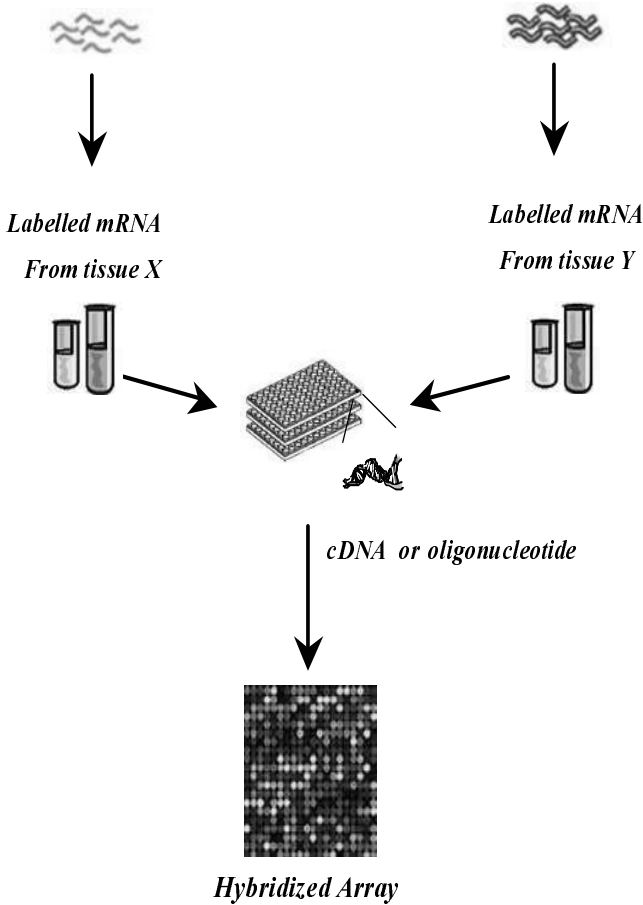 Labelled mRNA
From tissue X
Labelled mRNA
From tissue Y
cDNA or oligonucleotide
Hybridized Array